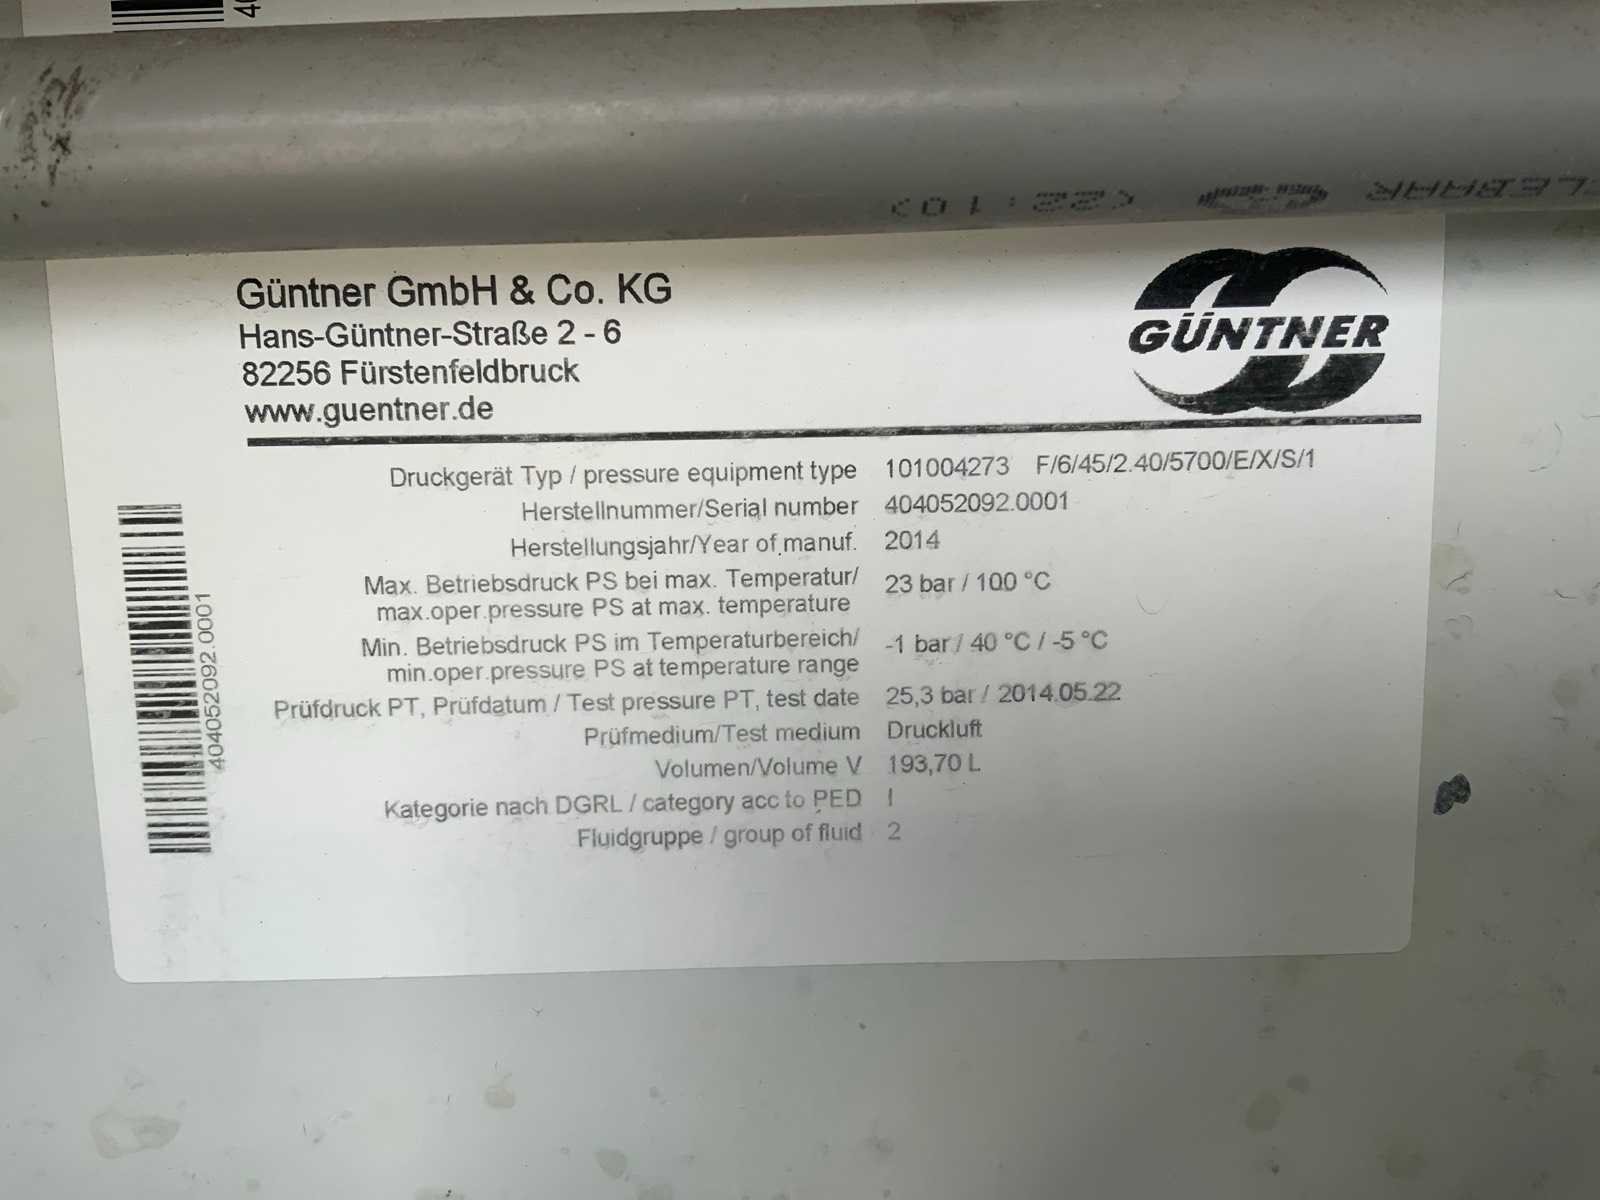 Güntner GmbH & Co. KG
Hans-Güntner-Straße 2 - 6
82256 Fürstenfeldbruck
www.guentner.de
GÜNTNER
Druckgerät Typ / pressure equipment type 101004273 F/6/45/2.40/5700/E/X/S/1
Herstellnummer/Serial number 404052092.0001
Herstellungsjahr/Year of manuf. 2014
Max. Betriebsdruck PS bei max. Temperatur/
max.oper.pressure PS at max. temperature 23 bar / 100 °C
Min. Betriebsdruck PS im Temperaturbereich/
min.oper.pressure PS at temperature range -1 bar / 40 °C / -5 °C
Prüfdruck PT, Prüfdatum / Test pressure PT, test date 25,3 bar / 2014.05.22
Prüfmedium/Test medium Druckluft
Volumen/Volume V 193,70 L
Kategorie nach DGRL / category acc to PED I
Fluidgruppe / group of fluid 2
404052092.0001